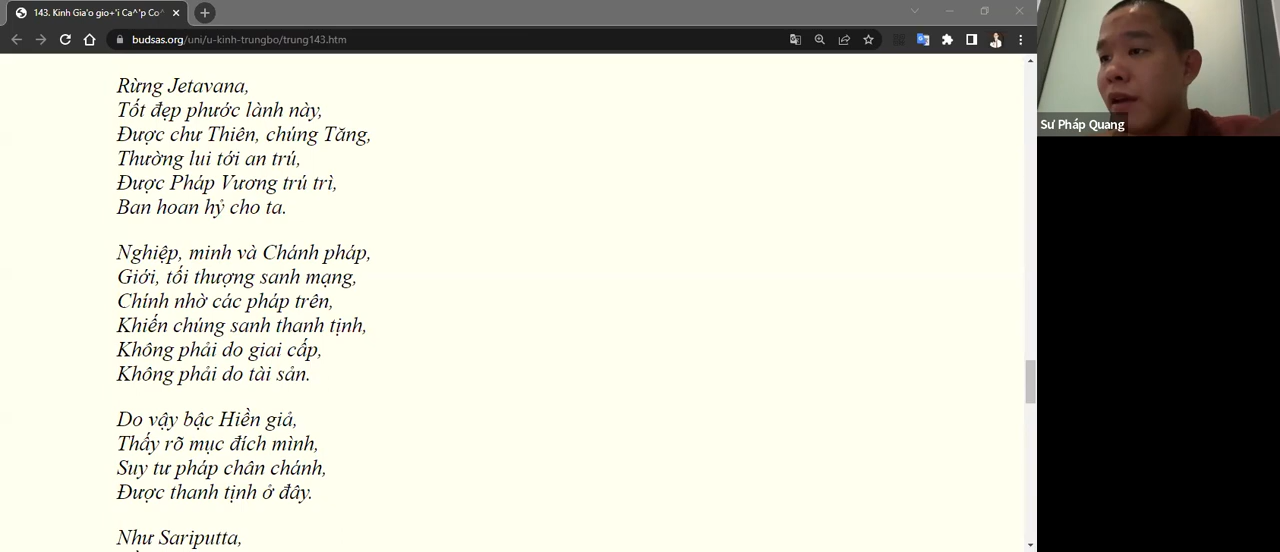 143. Kinh Gia'o gio+'i Ca^'p Co^
budsas.org/uni/u-kinh-trungbo/trung143.htm
Sư Pháp Quang
Rừng Jetavana,
Tốt đẹp phước lành này,
Được chư Thiên, chúng Tăng,
Thường lui tới an trú,
Được Pháp Vương trú trì,
Ban hoan hỷ cho ta.
Nghiệp, minh và Chánh pháp,
Giới, tối thượng sanh mạng,
Chính nhờ các pháp trên,
Khiến chúng sanh thanh tịnh,
Không phải do giai cấp,
Không phải do tài sản.
Do vậy bậc Hiền giả,
Thấy rõ mục đích mình,
Suy tư pháp chân chánh,
Được thanh tịnh ở đây.
Như Sariputta,